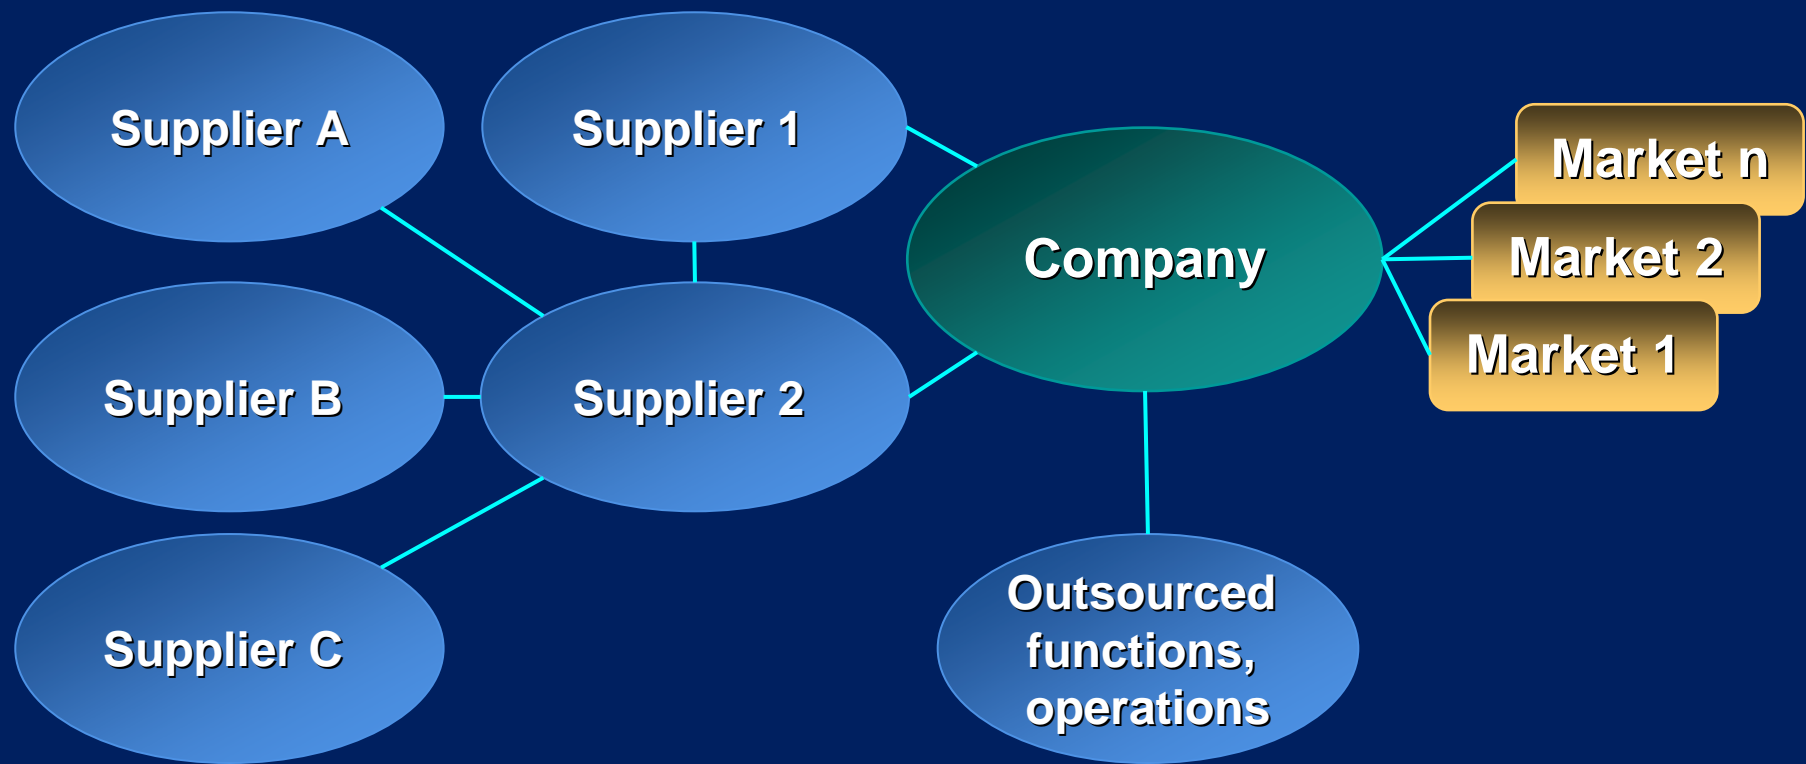 Supplier A
Supplier 1
Market n
Company
Market 2
Market 1
Supplier B
Supplier 2
Supplier C
Outsourced
functions,
operations